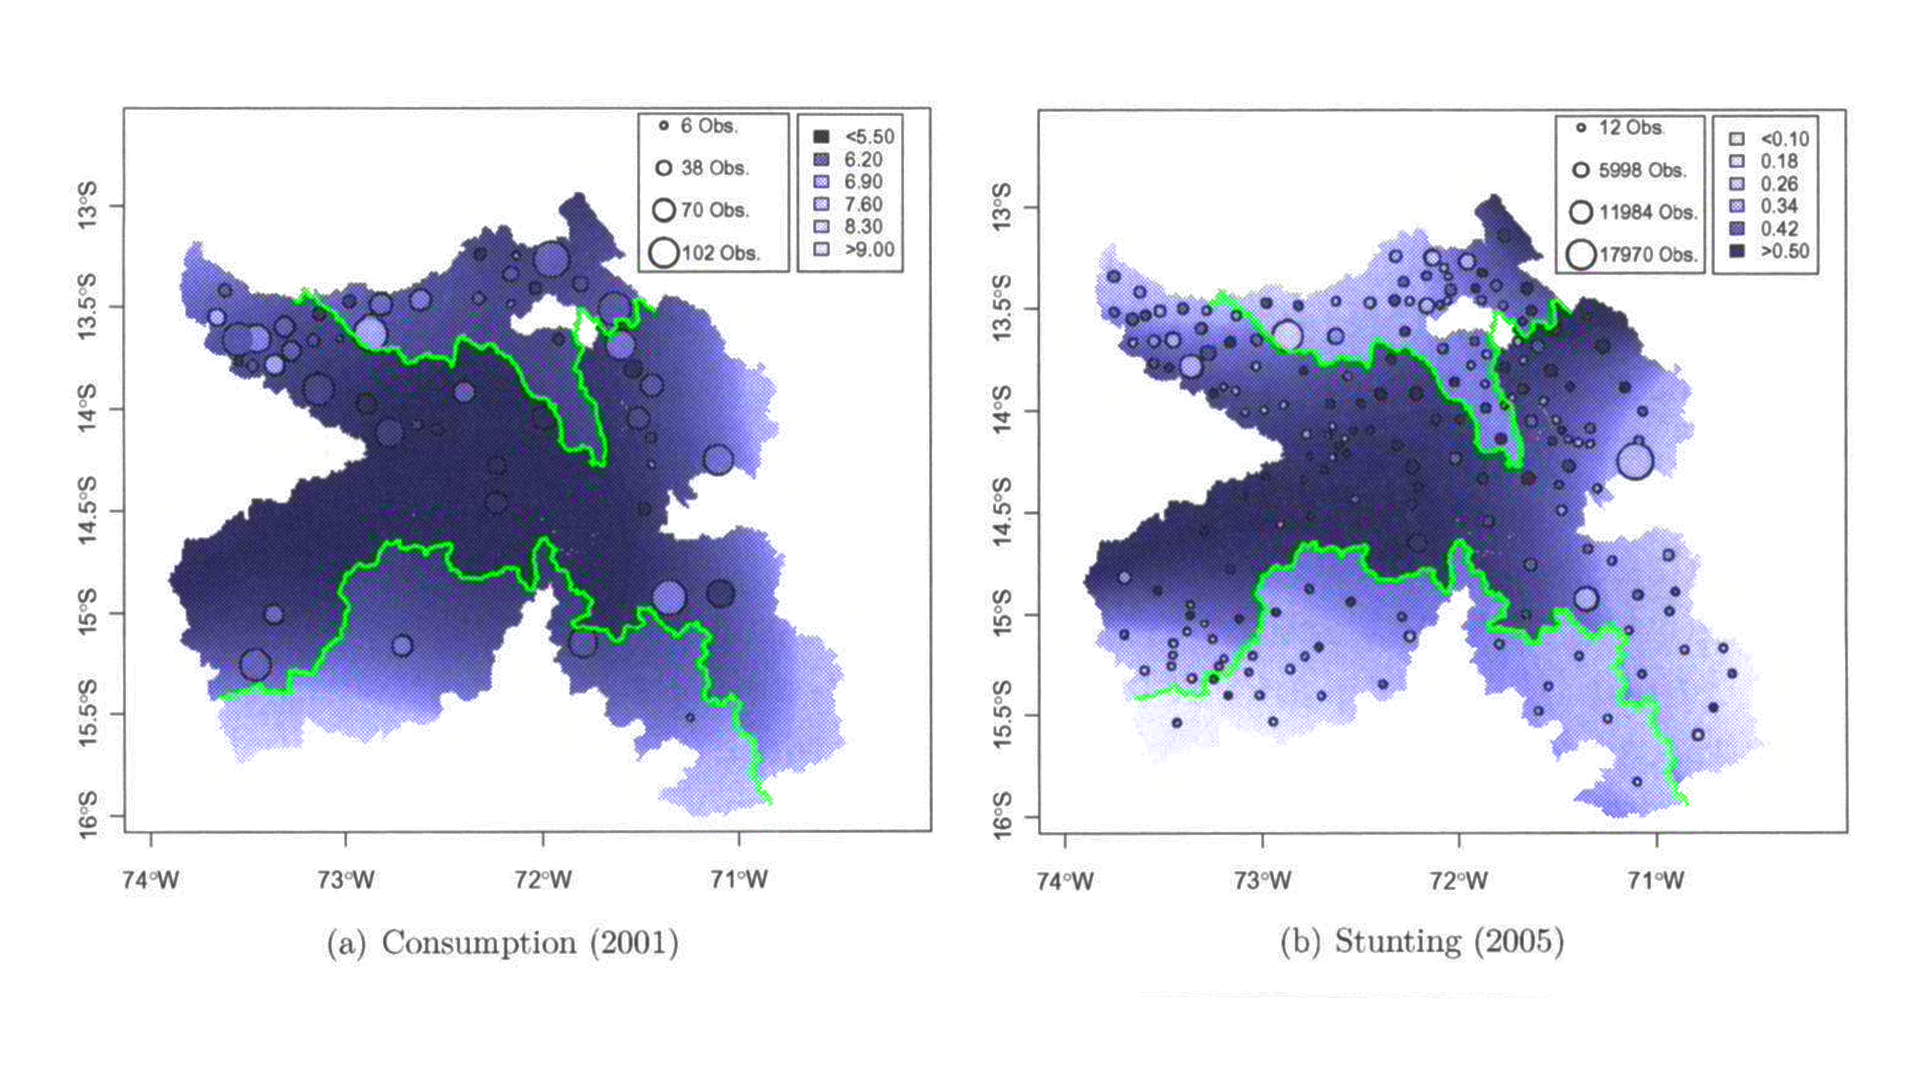 6 Obs.
38 Obs.
70 Obs.
102 Obs.
<5.50
6.20
6.90
7.60
8.30
>9.00
13°S
13.5°S
14°S
14.5°S
15°S
15.5°S
16°S
74°W
73°W
72°W
71°W
(a) Consumption (2001)
12 Obs.
5998 Obs.
11984 Obs.
17970 Obs.
<0.10
0.18
0.26
0.34
0.42
>0.50
13°S
13.5°S
14°S
14.5°S
15°S
15.5°S
16°S
74°W
73°W
72°W
71°W
(b) Stunting (2005)